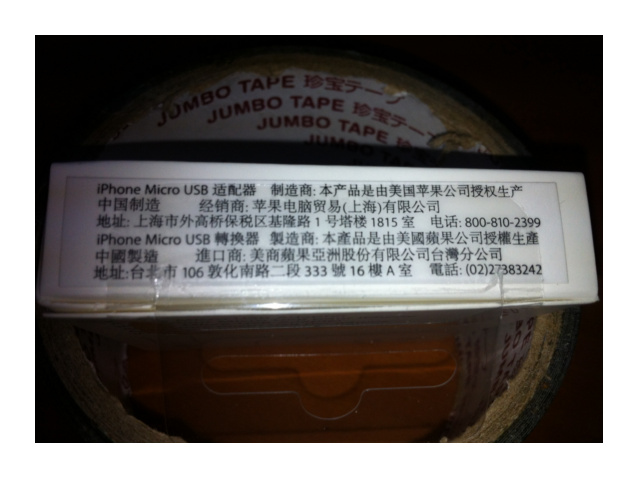 JUMBO TAPE 珍宝テープ
JUMBO TAPE 珍宝テー
JUMBO TAPE
JUMBO
iPhone Micro USB 适配器 制造商: 本产品是由美国苹果公司授权生产
中国制造 经销商: 苹果电脑贸易(上海)有限公司
地址: 上海市外高桥保税区基隆路 1 号塔楼 1815 室 电话: 800-810-2399
iPhone Micro USB 轉換器 製造商: 本產品是由美國蘋果公司授權生產
中國製造 進口商: 美商蘋果亞洲股份有限公司台灣分公司
地址: 台北市 106 敦化南路二段 333 號 16 樓 A 室 電話: (02)27383242